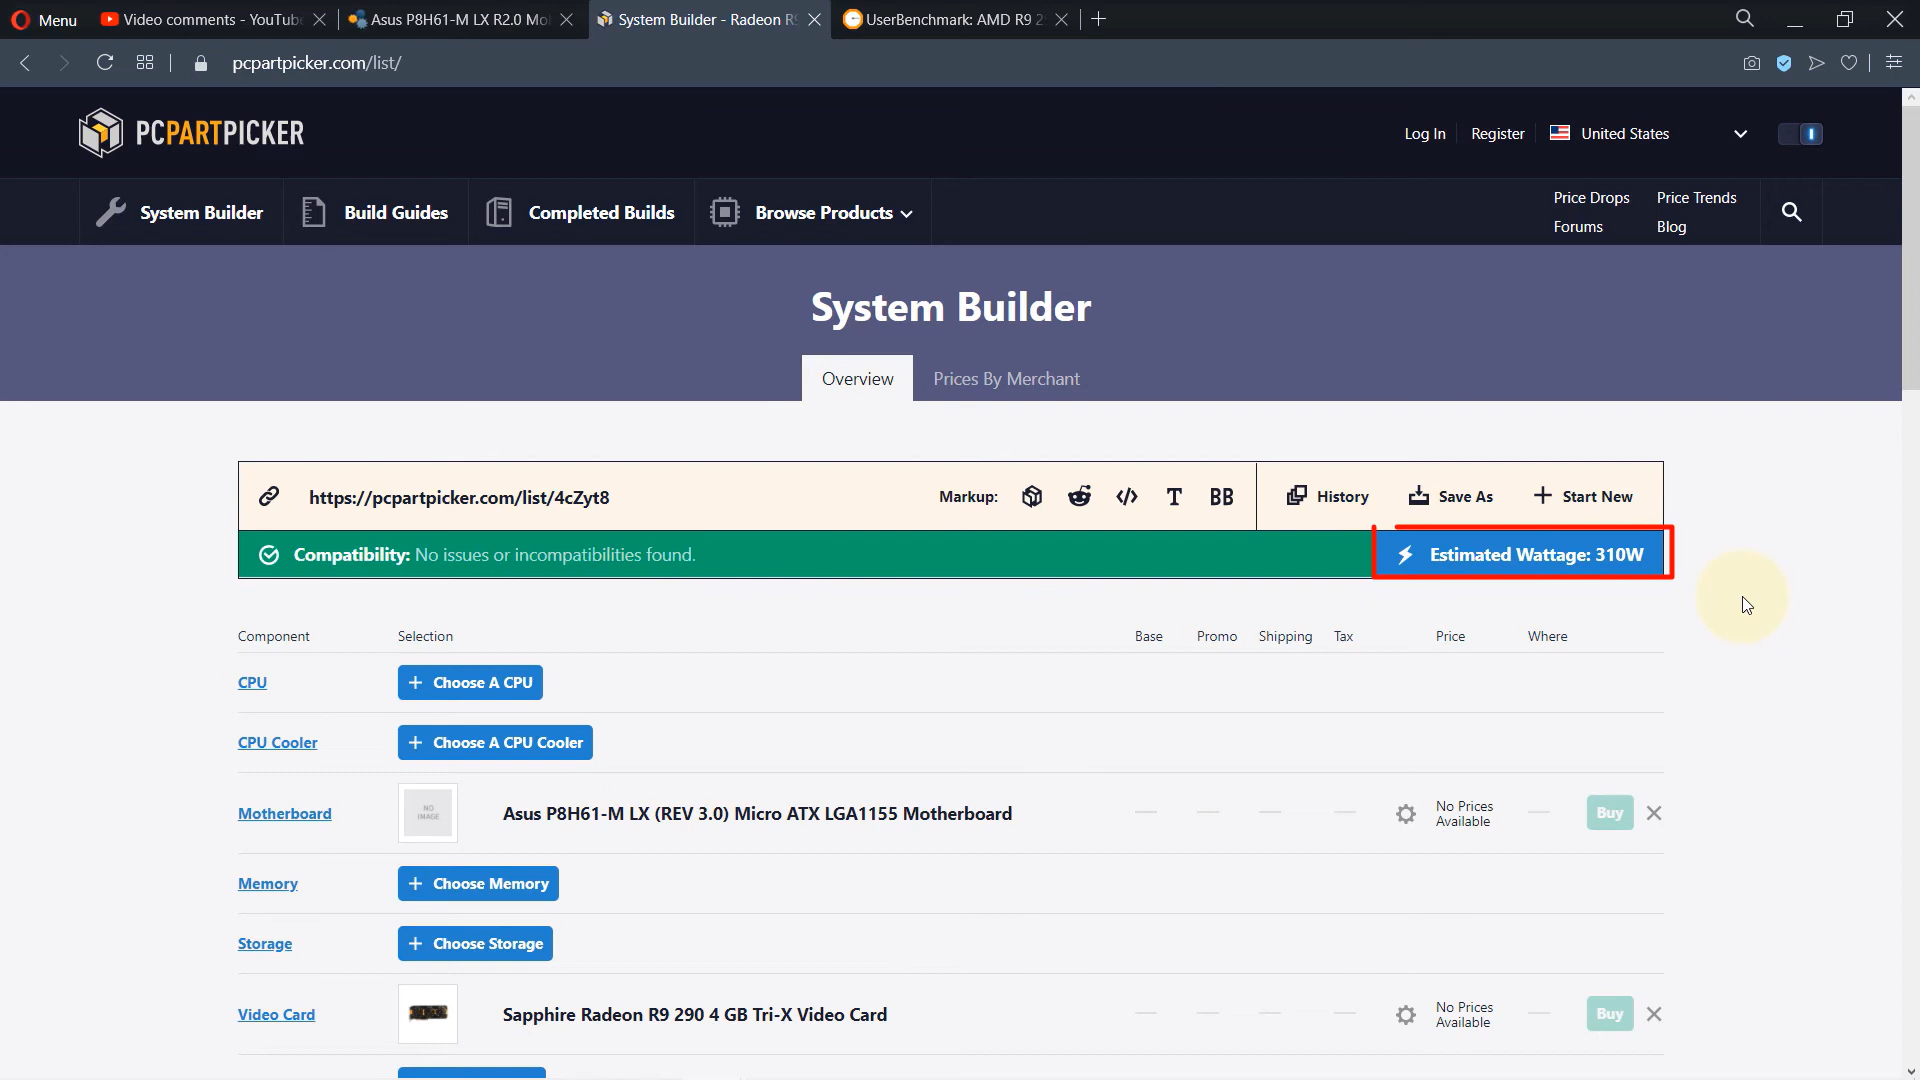 Menu
Video comments - YouTube
Asus P8H61-M LX R2.0 Mo
System Builder - Radeon R9
UserBenchmark: AMD R9 2
pcpartpicker.com/list/
PCPARTPICKER
Log In
Register
United States
System Builder
Build Guides
Completed Builds
Browse Products
Price Drops
Price Trends
Forums
Blog
System Builder
Overview
Prices By Merchant
https://pcpartpicker.com/list/4cZyt8
Markup:
T
BB
History
Save As
Start New
Compatibility: No issues or incompatibilities found.
Estimated Wattage: 310W
Component
Selection
Base
Promo
Shipping
Tax
Price
Where
CPU
Choose A CPU
CPU Cooler
Choose A CPU Cooler
Motherboard
NO
IMAGE
Asus P8H61-M LX (REV 3.0) Micro ATX LGA1155 Motherboard
No Prices
Available
Buy
Memory
Choose Memory
Storage
Choose Storage
Video Card
Sapphire Radeon R9 290 4 GB Tri-X Video Card
No Prices
Available
Buy